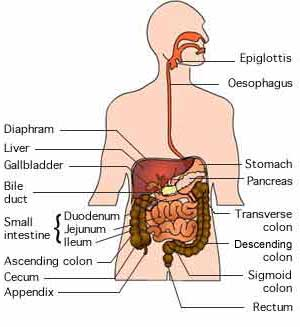 Epiglottis
Oesophagus
Diaphram
Liver
Gallbladder
Bile
duct
Small
intestine
Duodenum
Jejunum
Ileum
Ascending colon
Cecum
Appendix
Stomach
Pancreas
Transverse
colon
Descending
colon
Sigmoid
colon
Rectum